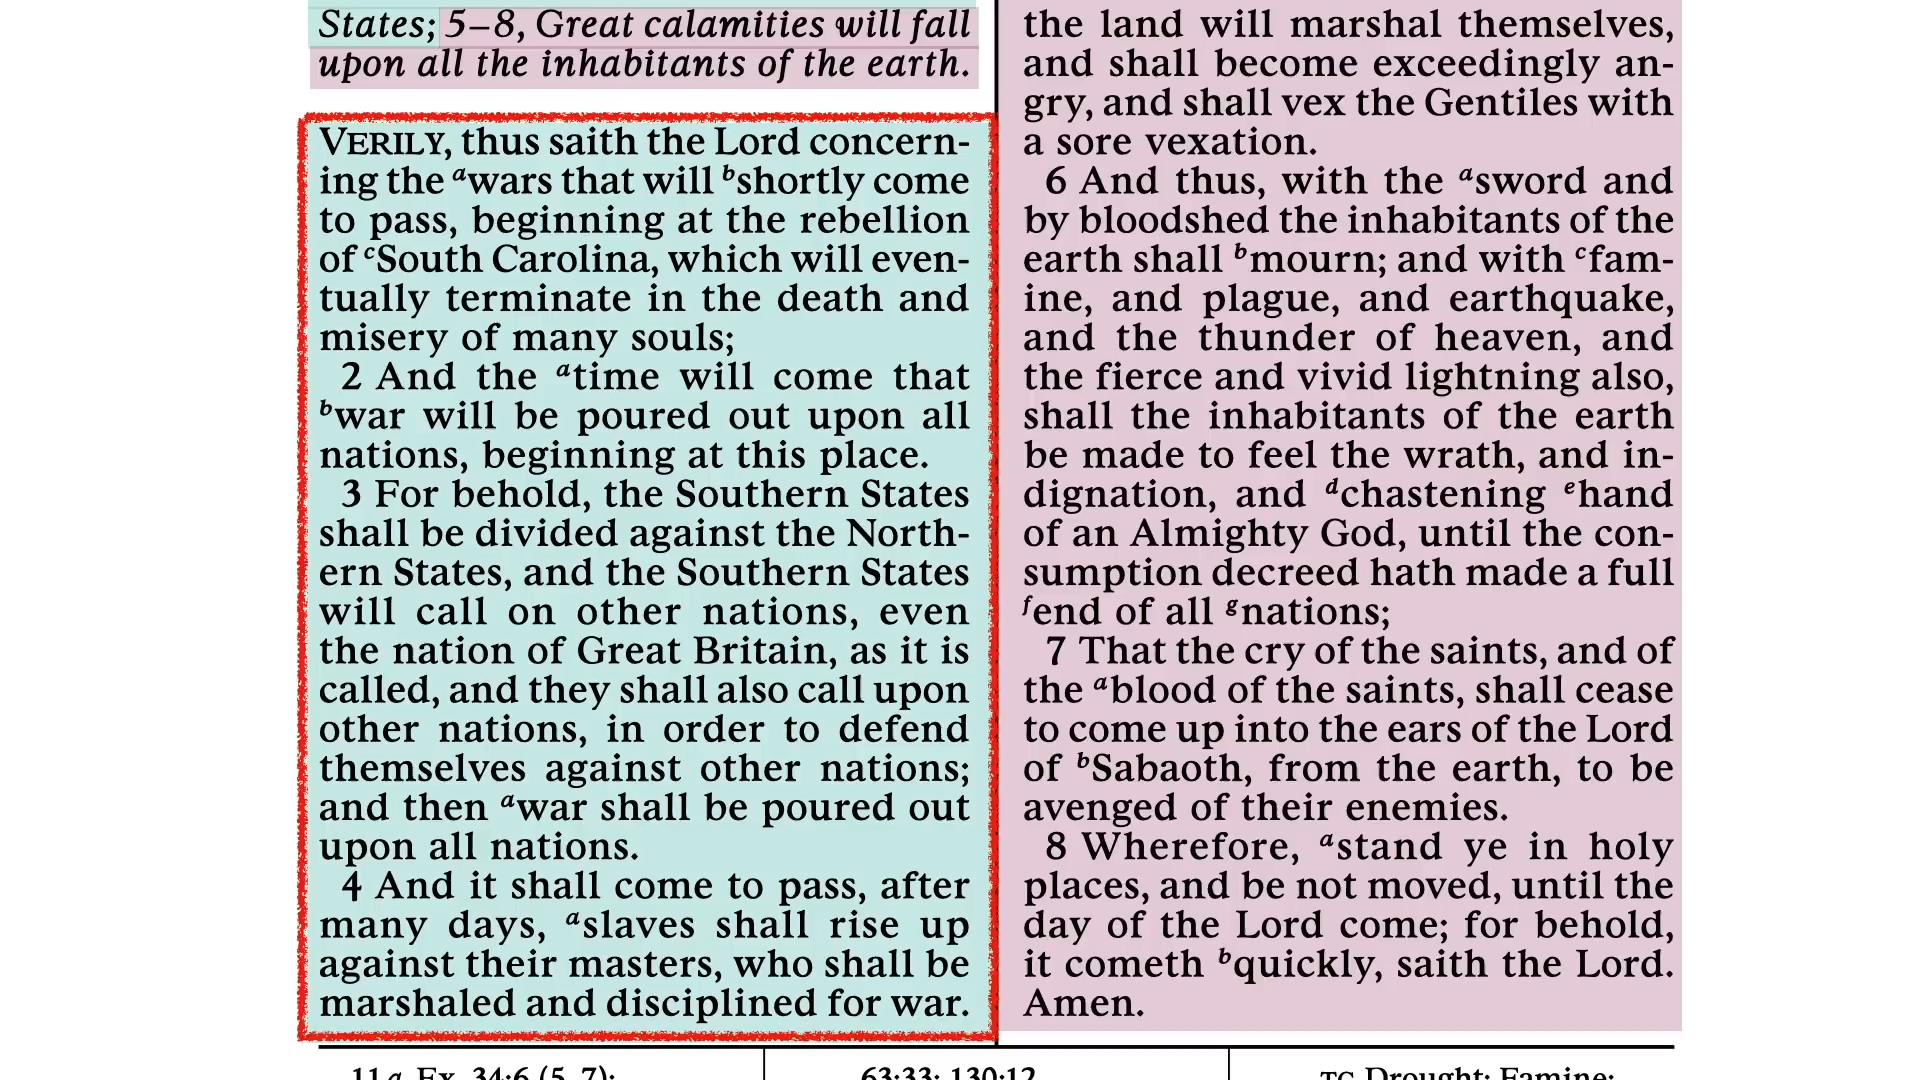 States; 5–8, Great calamities will fall
upon all the inhabitants of the earth.
VERILY, thus saith the Lord concern-
ing the ᵃwars that will ᵇshortly come
to pass, beginning at the rebellion
of ᶜSouth Carolina, which will even-
tually terminate in the death and
misery of many souls;
2 And the ᵃtime will come that
ᵇwar will be poured out upon all
nations, beginning at this place.
3 For behold, the Southern States
shall be divided against the North-
ern States, and the Southern States
will call on other nations, even
the nation of Great Britain, as it is
called, and they shall also call upon
other nations, in order to defend
themselves against other nations;
and then ᵃwar shall be poured out
upon all nations.
4 And it shall come to pass, after
many days, ᵃslaves shall rise up
against their masters, who shall be
marshaled and disciplined for war.
the land will marshal themselves,
and shall become exceedingly an-
gry, and shall vex the Gentiles with
a sore vexation.
6 And thus, with the ᵃsword and
by bloodshed the inhabitants of the
earth shall ᵇmourn; and with ᶜfam-
ine, and plague, and earthquake,
and the thunder of heaven, and
the fierce and vivid lightning also,
shall the inhabitants of the earth
be made to feel the wrath, and in-
dignation, and ᵈchastening ᵉhand
of an Almighty God, until the con-
sumption decreed hath made a full
ᶠend of all ᵍnations;
7 That the cry of the saints, and of
the ᵃblood of the saints, shall cease
to come up into the ears of the Lord
of ᵇSabaoth, from the earth, to be
avenged of their enemies.
8 Wherefore, ᵃstand ye in holy
places, and be not moved, until the
day of the Lord come; for behold,
it cometh ᵇquickly, saith the Lord.
Amen.
11a Ex. 34:6 (5–7);
63:33; 130:12.
TG Drought; Famine;